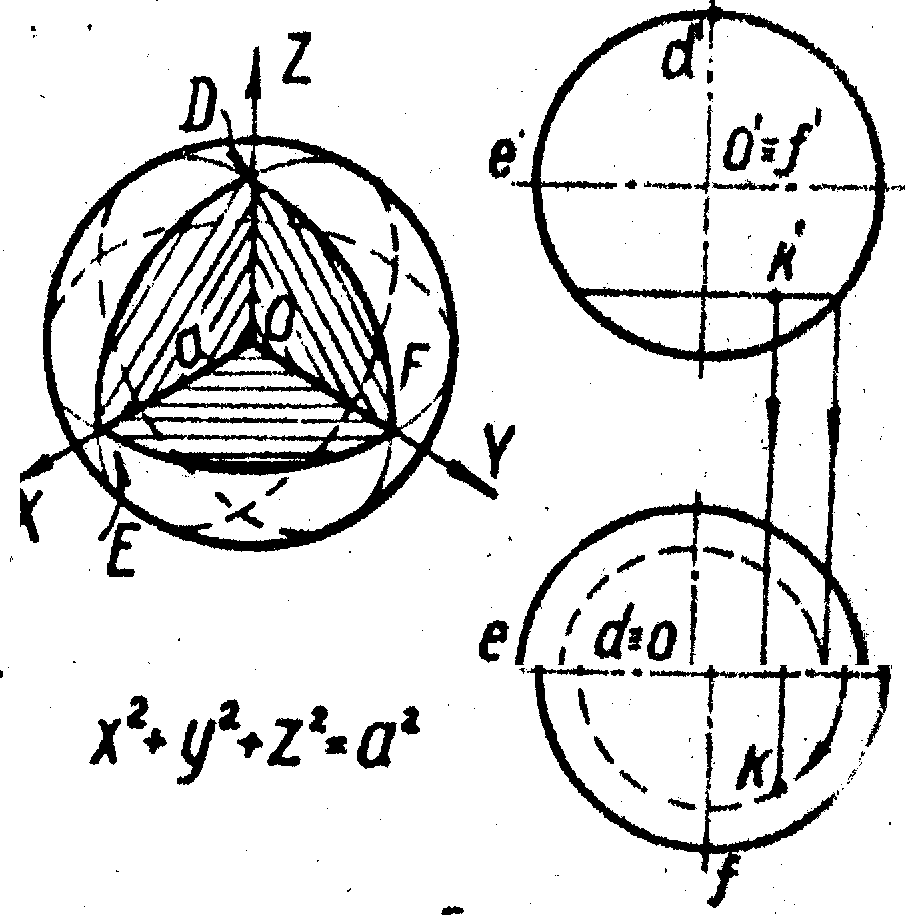 Z
D
d'
e'
o'≡f'
k'
a
O
F
X
Y
E
e
d≡o
x²+y²+z²=a²
k
f